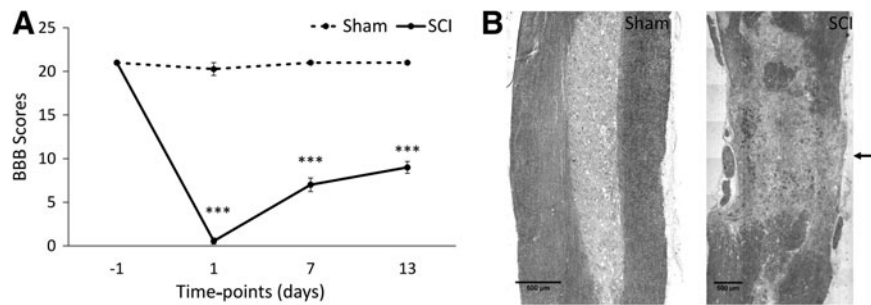 A
Sham
SCI
BBB Scores
25
20
15
10
5
0
***
***
***
-1
1
7
13
Time-points (days)
B
Sham
SCI
500 μm
500 μm